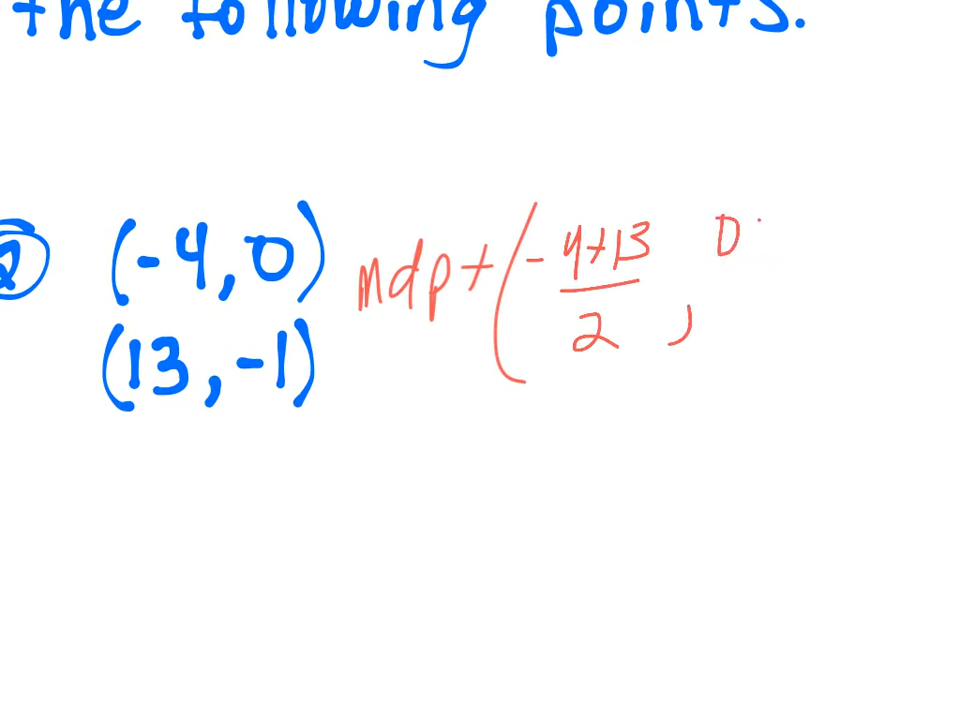 the following points.
2 (-4, 0) mdpt ( -4+13 / 2 , 0
(13, -1)